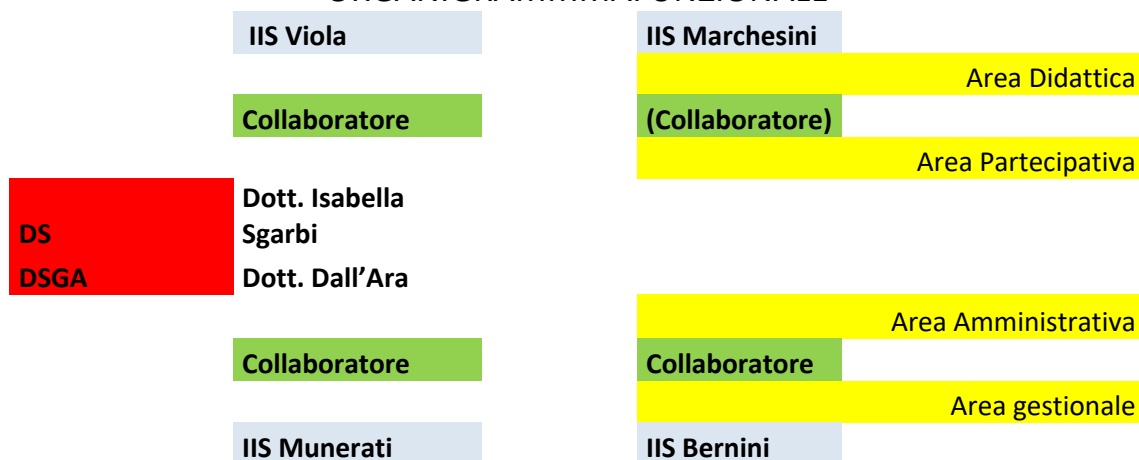 IIS Viola IIS Marchesini
Area Didattica
Collaboratore (Collaboratore)
Area Partecipativa
Dott. Isabella
DS Sgarbi
DSGA Dott. Dall’Ara
Area Amministrativa
Collaboratore Collaboratore
Area gestionale
IIS Munerati IIS Bernini